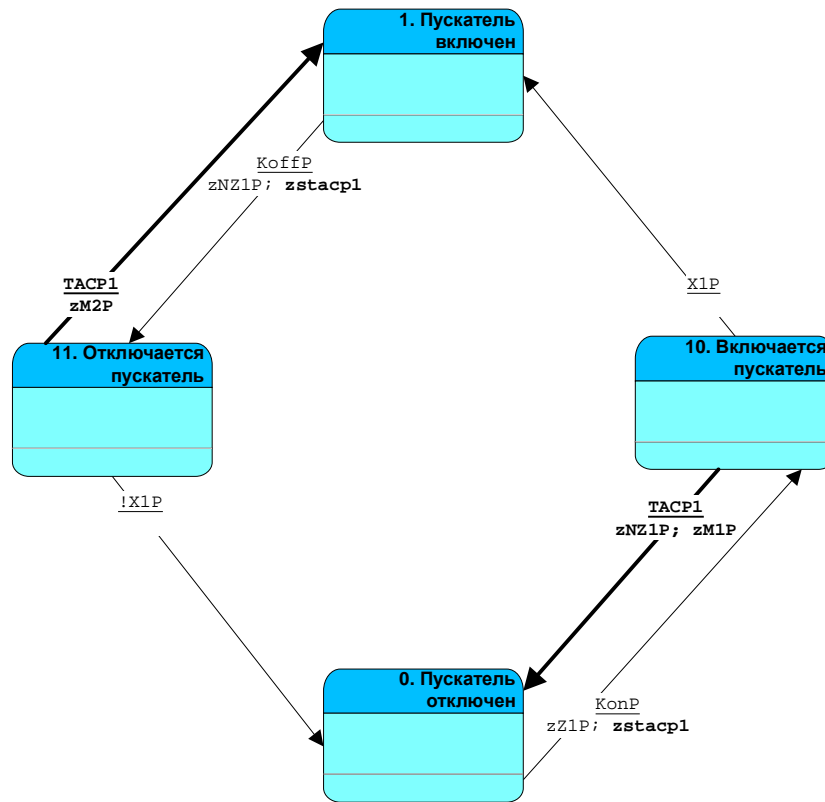 1. Пускатель
включен
KoffP
zNZ1P; zstacp1
TACP1
zM2P
X1P
11. Отключается
пускатель
10. Включается
пускатель
!X1P
TACP1
zNZ1P; zM1P
0. Пускатель
отключен
KonP
zZ1P; zstacp1